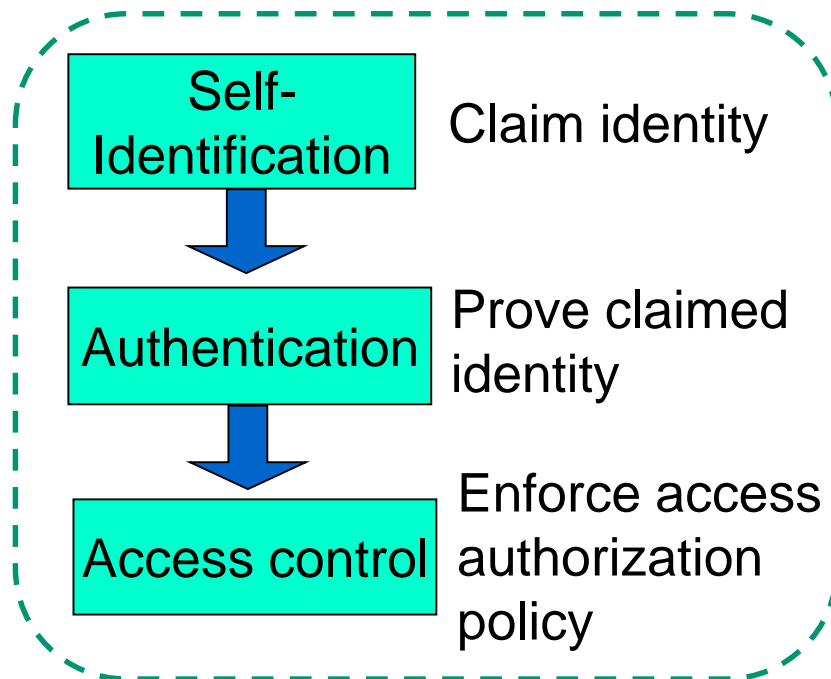 Self-
Identification
Claim identity
Authentication
Prove claimed
identity
Access control
Enforce access
authorization
policy